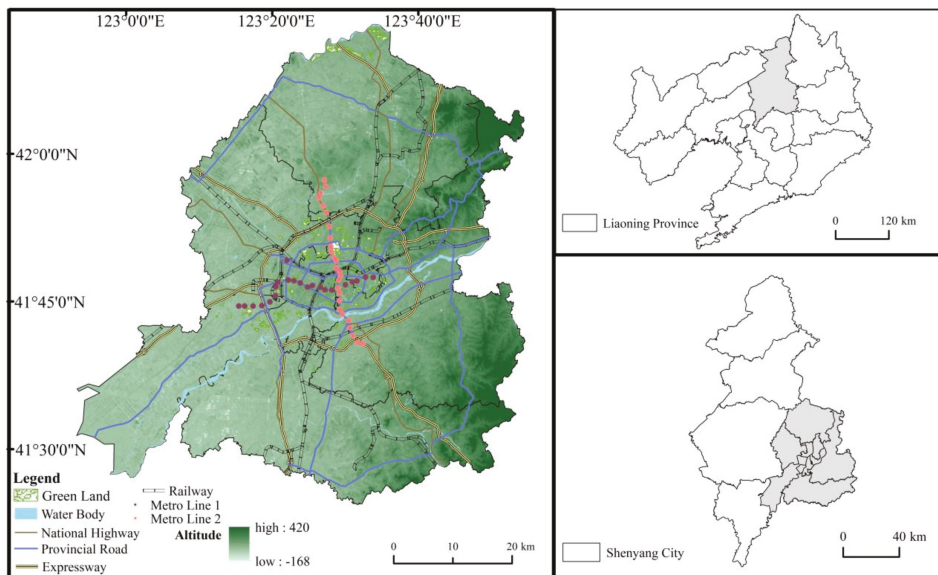 123°0'0"E 123°20'0"E 123°40'0"E
42°0'0"N
41°45'0"N
41°30'0"N
Legend
Green Land
Water Body
National Highway
Provincial Road
Expressway
Railway
Metro Line 1
Metro Line 2
Altitude
high : 420
low : -168
0 10 20 km
Liaoning Province
0 120 km
Shenyang City
0 40 km